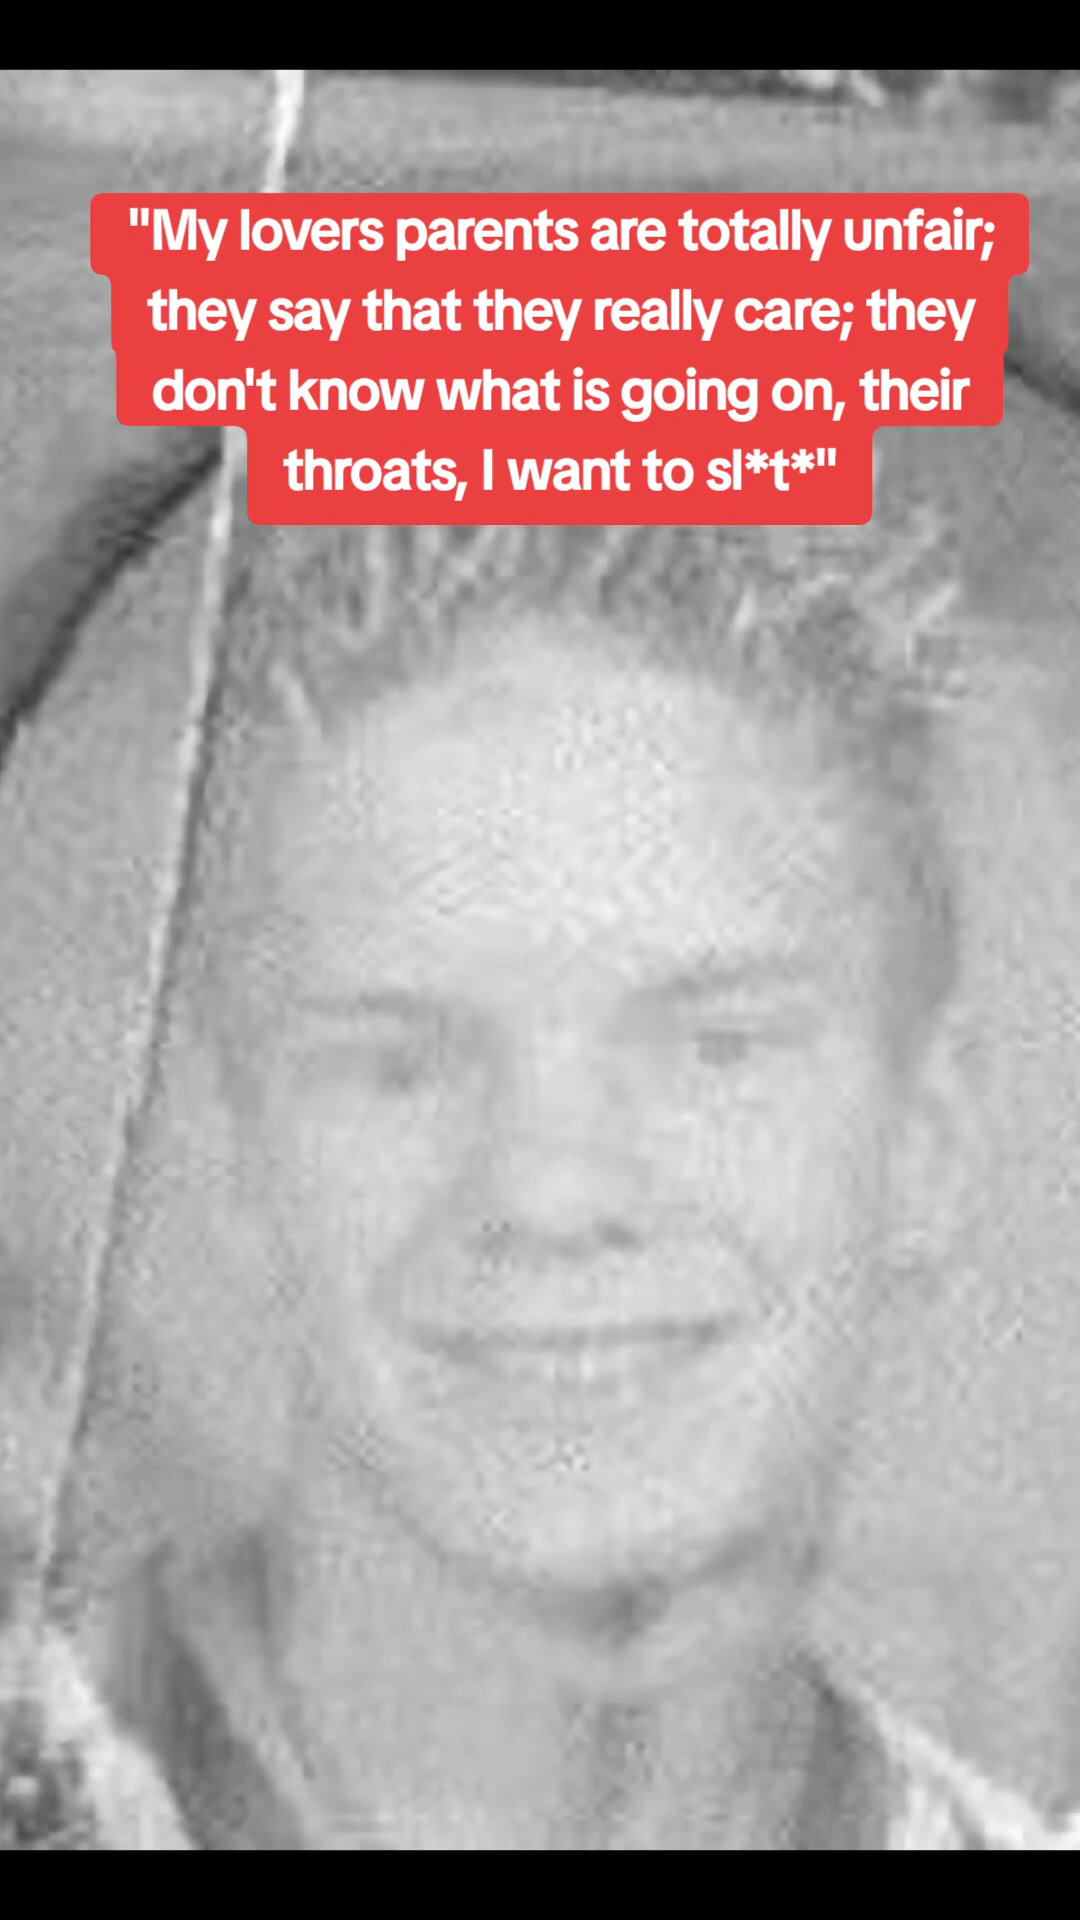 "My lovers parents are totally unfair;
they say that they really care; they
don't know what is going on, their
throats, I want to sl*t*"